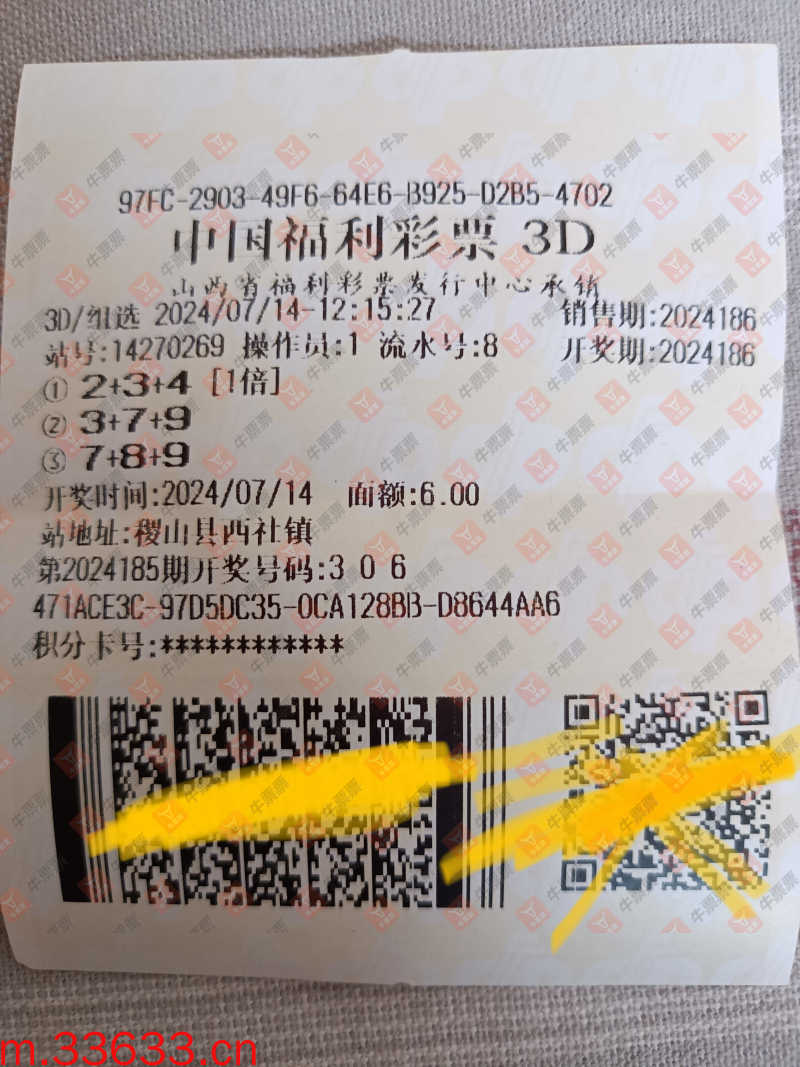 97FC-2903-49F6-64E6-B925-D2B5-4702
中国福利彩票 3D
山西省福利彩票发行中心承销
3D/组选 2024/07/14-12:15:27 销售期:2024186
站号:14270269 操作员:1 流水号:8 开奖期:2024186
① 2+3+4 [1倍]
② 3+7+9
③ 7+8+9
开奖时间:2024/07/14 面额:6.00
站地址:稷山县西社镇
第2024185期开奖号码:3 0 6
471ACE3C-97D5DC35-0CA128BB-D8644AA6
积分卡号:************
牛票票
m.33633.cn